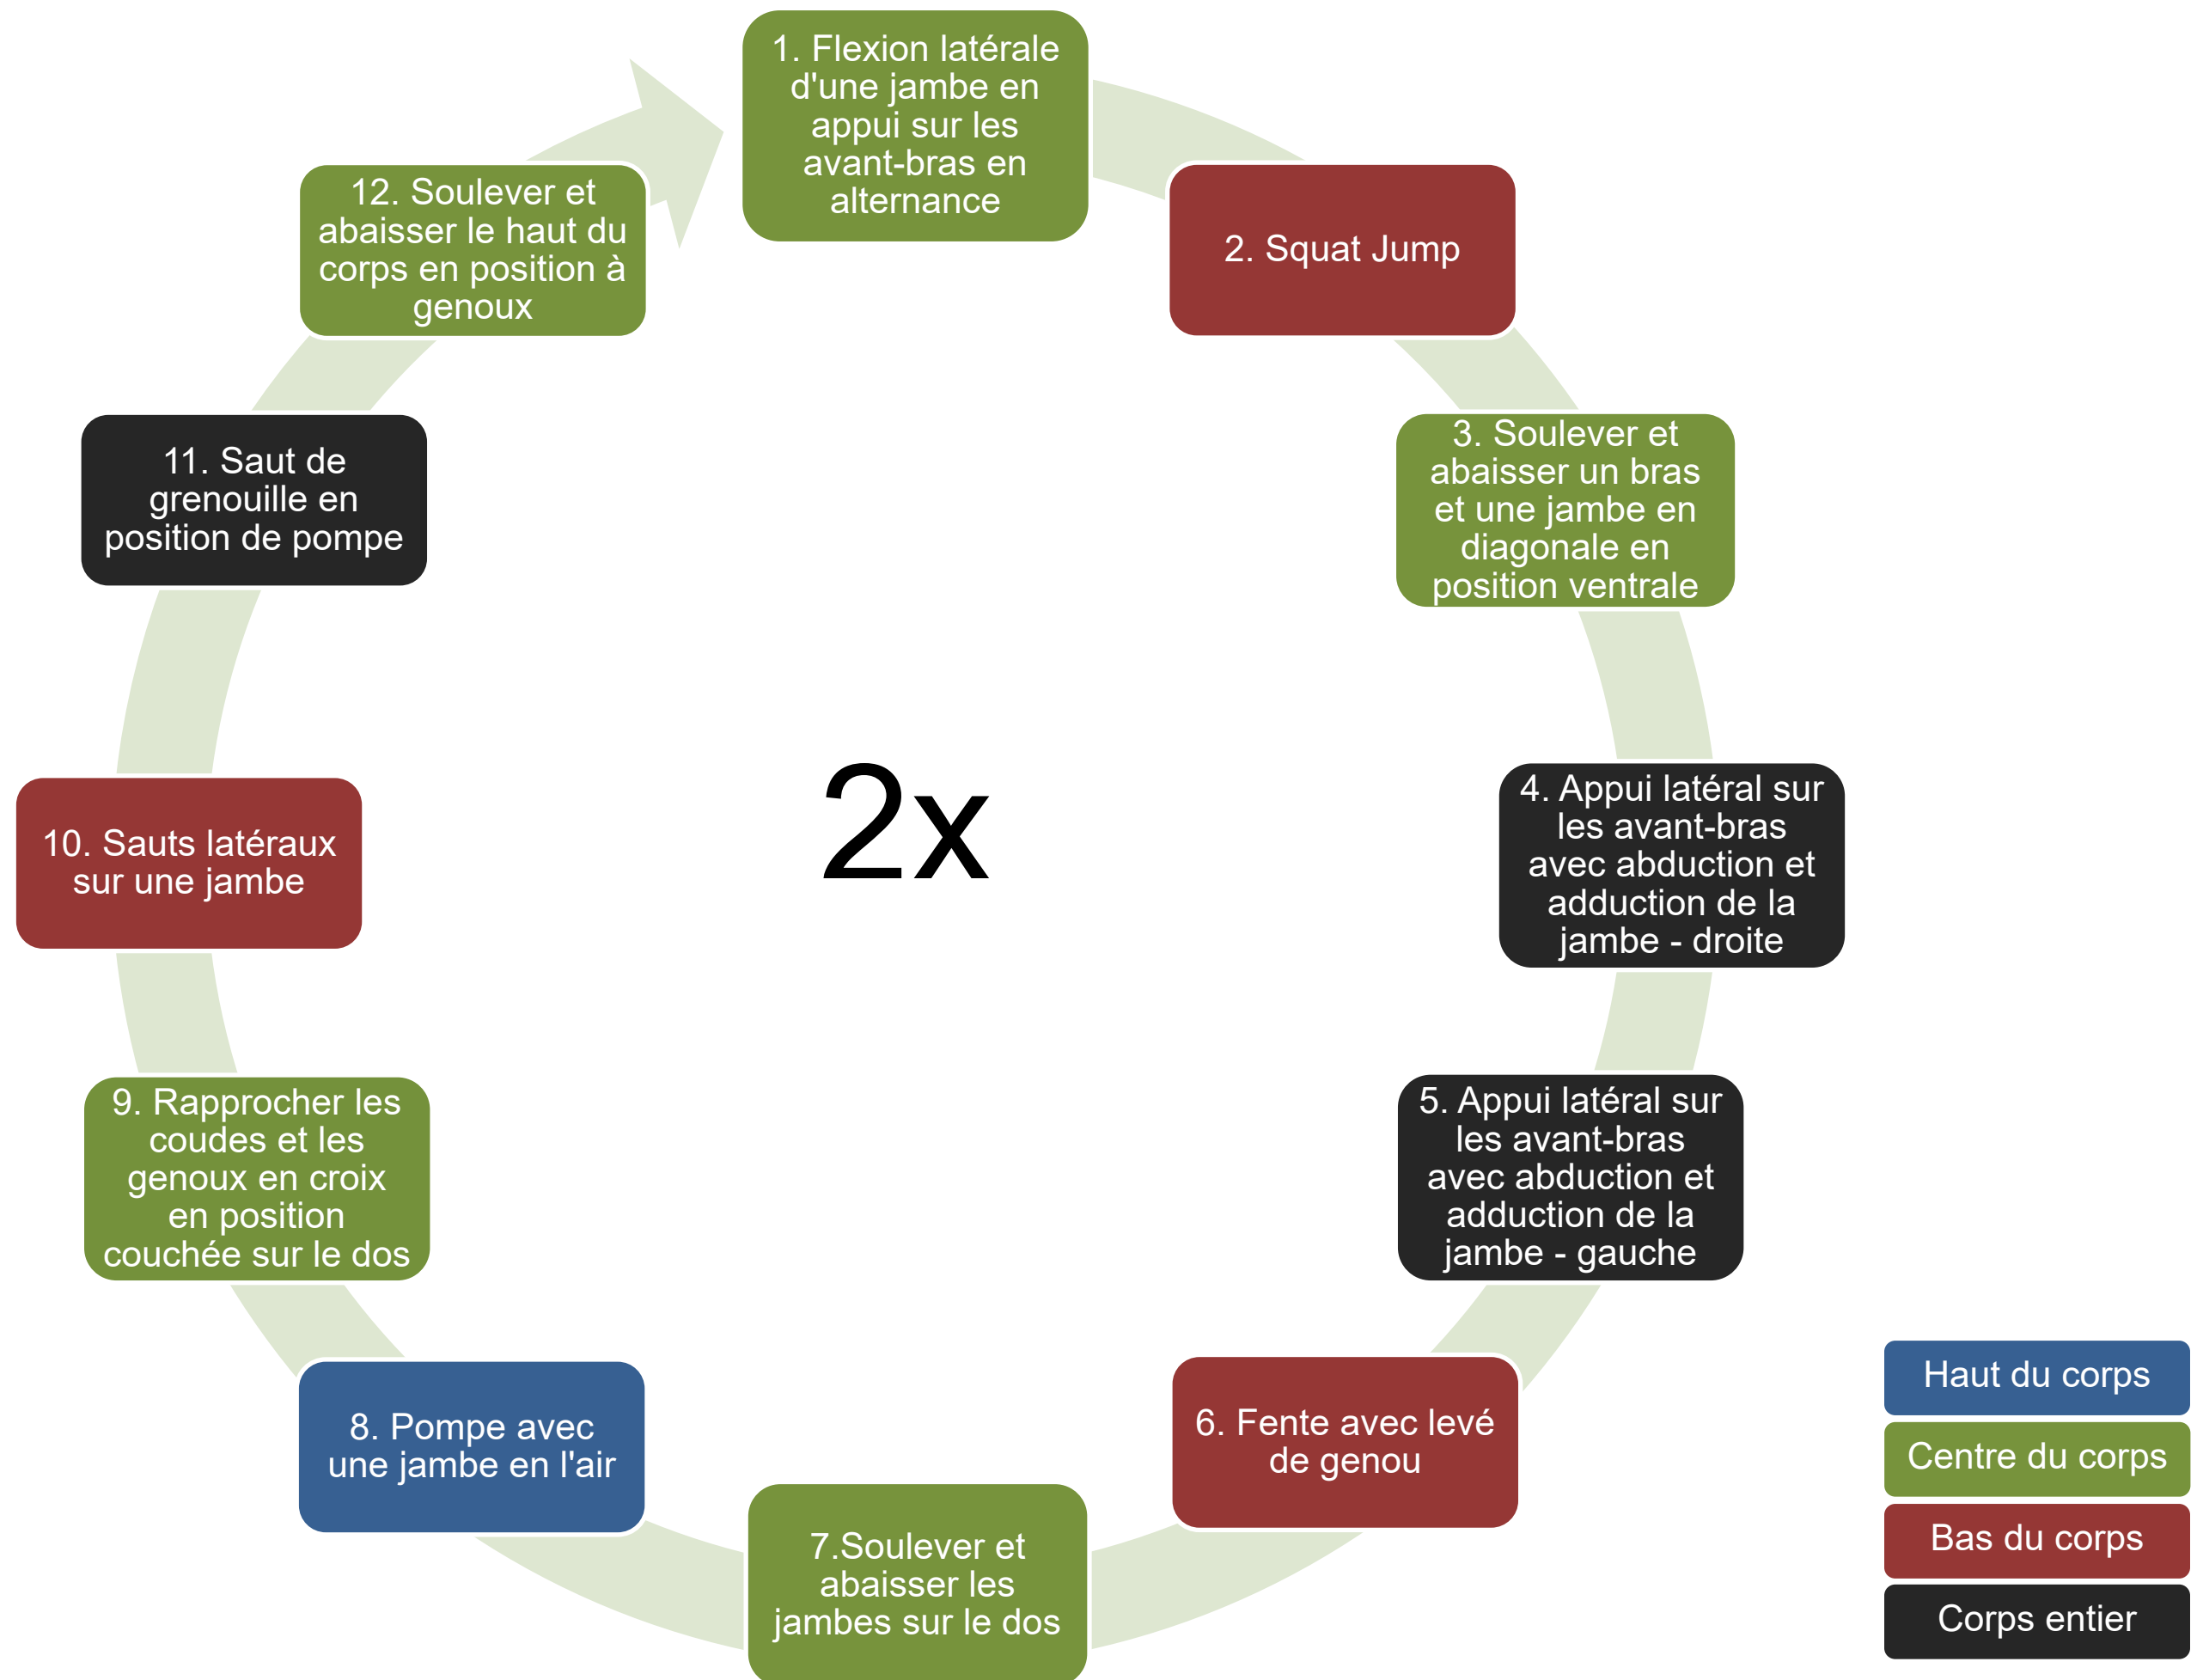 1. Flexion latérale
d'une jambe en
appui sur les
avant-bras en
alternance
2. Squat Jump
3. Soulever et
abaisser un bras
et une jambe en
diagonale en
position ventrale
4. Appui latéral sur
les avant-bras
avec abduction et
adduction de la
jambe - droite
5. Appui latéral sur
les avant-bras
avec abduction et
adduction de la
jambe - gauche
6. Fente avec levé
de genou
7.Soulever et
abaisser les
jambes sur le dos
8. Pompe avec
une jambe en l'air
9. Rapprocher les
coudes et les
genoux en croix
en position
couchée sur le dos
10. Sauts latéraux
sur une jambe
11. Saut de
grenouille en
position de pompe
12. Soulever et
abaisser le haut du
corps en position à
genoux
2x
Haut du corps
Centre du corps
Bas du corps
Corps entier